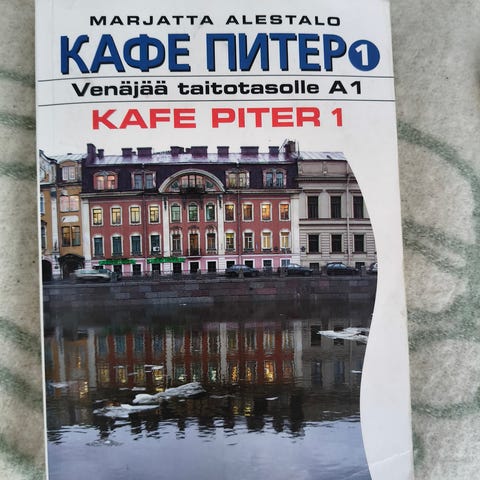 MARJATTA ALESTALO
КАФЕ ПИТЕР 1
Venäjää taitotasolle A1
KAFE PITER 1